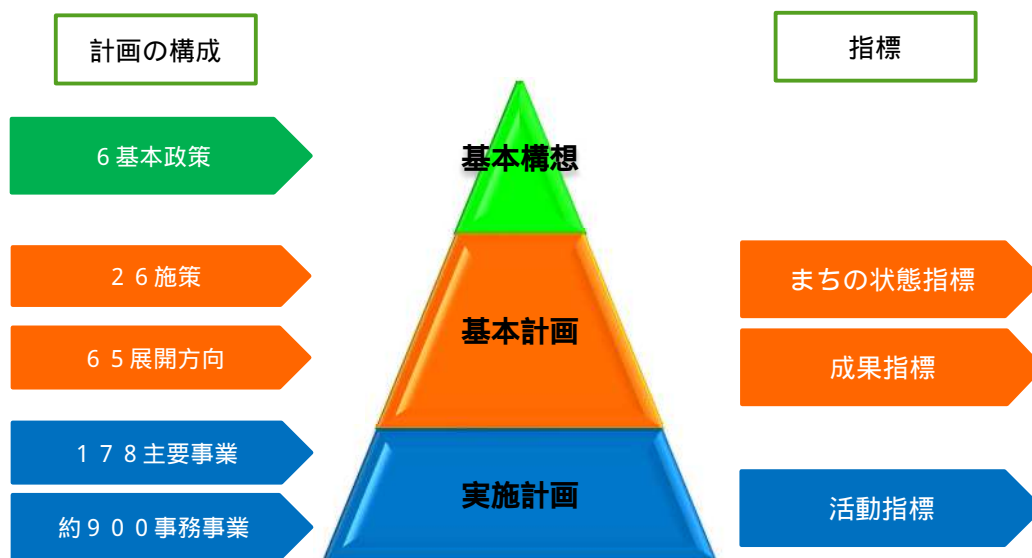 計画の構成
指標
6基本政策
基本構想
２６施策
まちの状態指標
基本計画
６５展開方向
成果指標
１７８主要事業
実施計画
約９００事務事業
活動指標